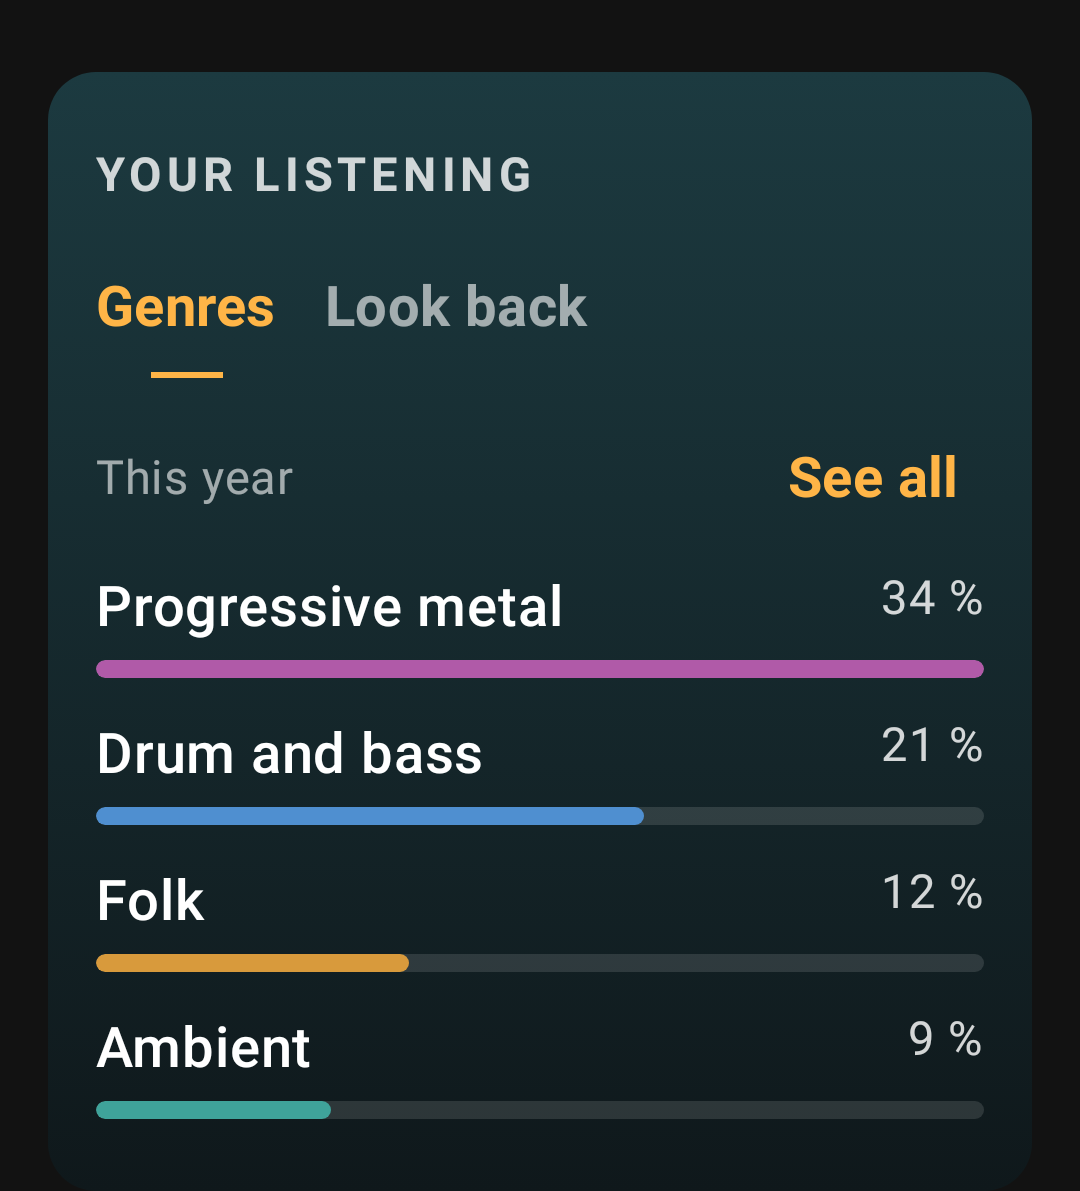 YOUR LISTENING
Genres Look back
This year See all
Progressive metal 34 %
Drum and bass 21 %
Folk 12 %
Ambient 9 %